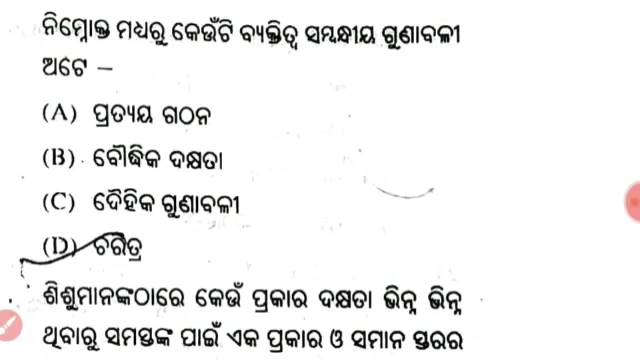 ନିମ୍ନୋକ୍ତ ମଧ୍ୟରୁ କେଉଁଟି ବ୍ୟକ୍ତିତ୍ୱ ସମ୍ବନ୍ଧୀୟ ଗୁଣାବଳୀ
ଅଟେ –
(A) ପ୍ରତ୍ୟୟ ଗଠନ
(B) ବୌଦ୍ଧିକ ଦକ୍ଷତା
(C) ଦୈହିକ ଗୁଣାବଳୀ
(D) ଚରିତ୍ର
ଶିଶୁମାନଙ୍କଠାରେ କେଉଁ ପ୍ରକାର ଦକ୍ଷତା ଭିନ୍ନ ଭିନ୍ନ
ଥିବାରୁ ସମସ୍ତଙ୍କ ପାଇଁ ଏକ ପ୍ରକାର ଓ ସମାନ ସ୍ତରର